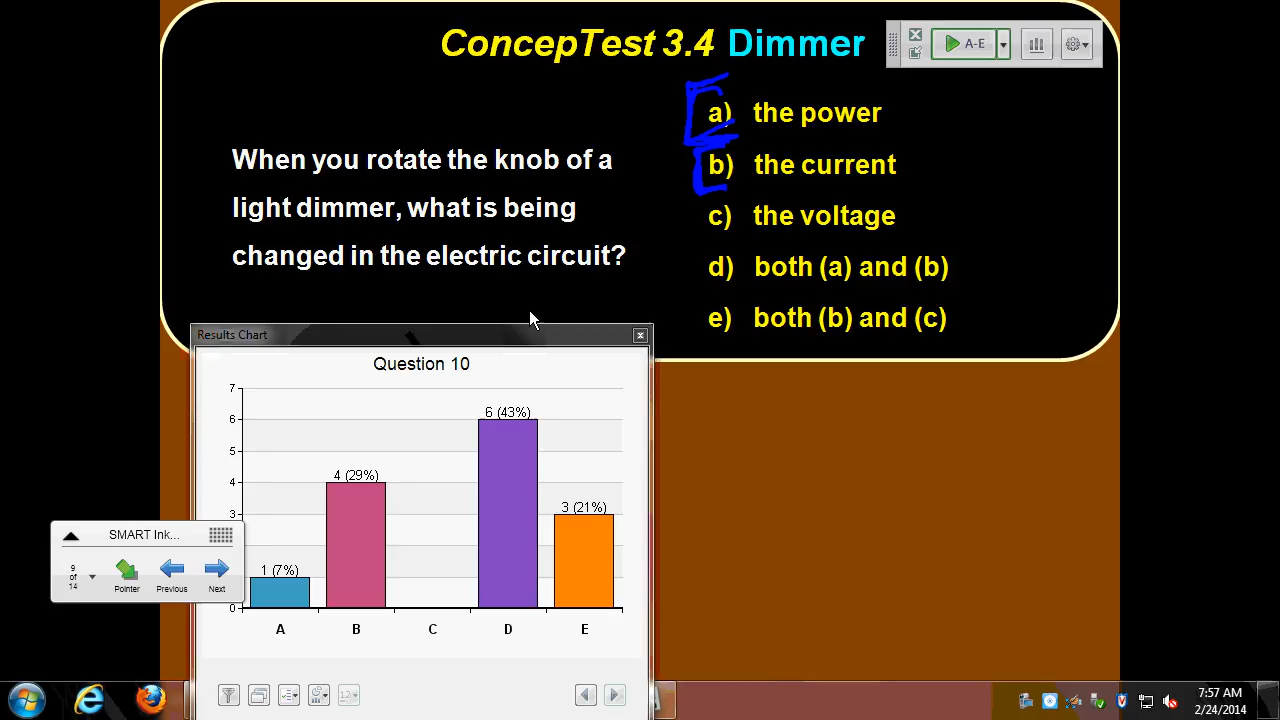 ConcepTest 3.4 Dimmer
A-E
When you rotate the knob of a
light dimmer, what is being
changed in the electric circuit?
a) the power
b) the current
c) the voltage
d) both (a) and (b)
e) both (b) and (c)
Results Chart
Question 10
7
6
5
4
3
0
1 (7%)
4 (29%)
6 (43%)
3 (21%)
A B C D E
SMART Ink...
9
of
14
Pointer Previous Next
12
7:57 AM
2/24/2014